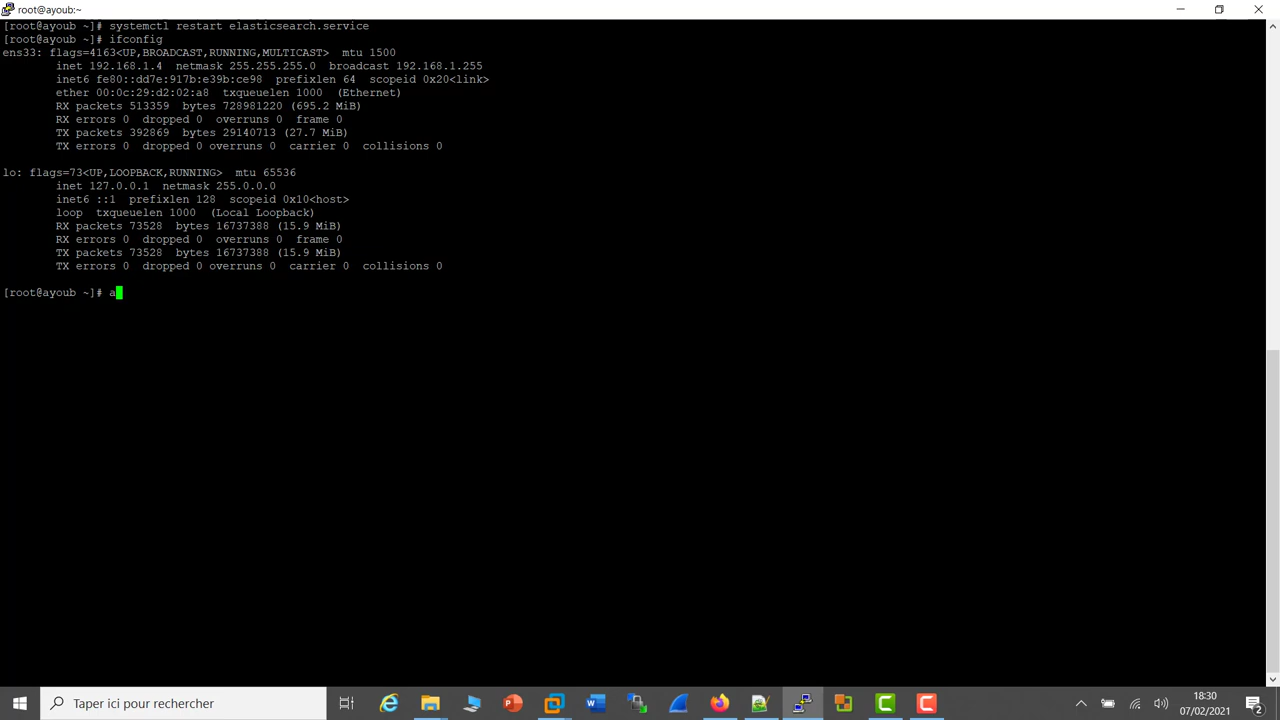 root@ayoub:~
[root@ayoub ~]# systemctl restart elasticsearch.service
[root@ayoub ~]# ifconfig
ens33: flags=4163<UP,BROADCAST,RUNNING,MULTICAST>  mtu 1500
        inet 192.168.1.4  netmask 255.255.255.0  broadcast 192.168.1.255
        inet6 fe80::dd7e:917b:e39b:ce98  prefixlen 64  scopeid 0x20<link>
        ether 00:0c:29:d2:02:a8  txqueuelen 1000  (Ethernet)
        RX packets 513359  bytes 728981220 (695.2 MiB)
        RX errors 0  dropped 0  overruns 0  frame 0
        TX packets 392869  bytes 29140713 (27.7 MiB)
        TX errors 0  dropped 0 overruns 0  carrier 0  collisions 0
lo: flags=73<UP,LOOPBACK,RUNNING>  mtu 65536
        inet 127.0.0.1  netmask 255.0.0.0
        inet6 ::1  prefixlen 128  scopeid 0x10<host>
        loop  txqueuelen 1000  (Local Loopback)
        RX packets 73528  bytes 16737388 (15.9 MiB)
        RX errors 0  dropped 0  overruns 0  frame 0
        TX packets 73528  bytes 16737388 (15.9 MiB)
        TX errors 0  dropped 0 overruns 0  carrier 0  collisions 0
[root@ayoub ~]# a
Taper ici pour rechercher
18:30
07/02/2021
2